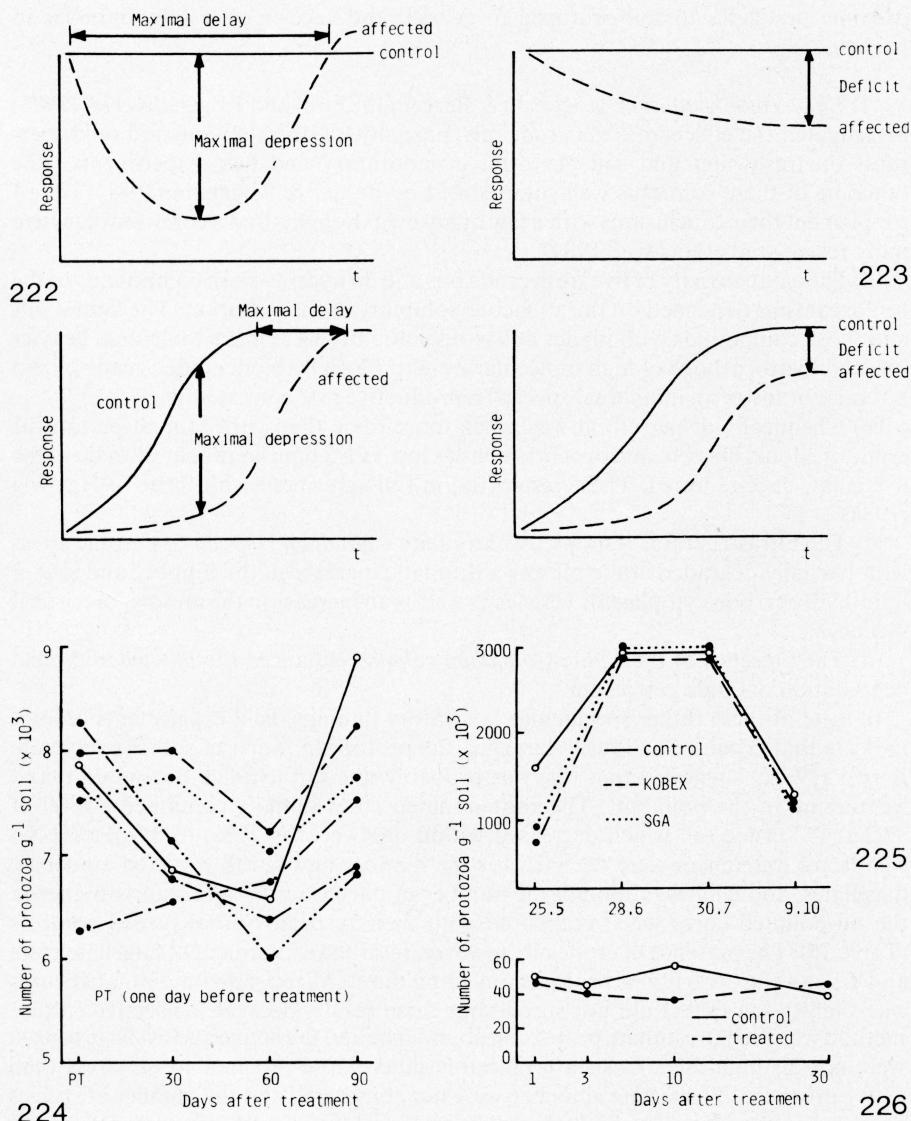 Maximal delay
affected
control
Maximal depression
Response
t
222
control
Deficit
affected
Response
t
223
Maximal delay
control
affected
Maximal depression
Response
t
control
Deficit
affected
Response
t
9
8
7
6
5
Number of protozoa g⁻¹ soil (x 10³)
PT (one day before treatment)
PT 30 60 90
Days after treatment
224
3000
2000
1000
control
KOBEX
SGA
25.5 28.6 30.7 9.10
225
Number of protozoa g⁻¹ soil (x 10³)
60
40
20
0
control
treated
1 3 10 30
Days after treatment
226